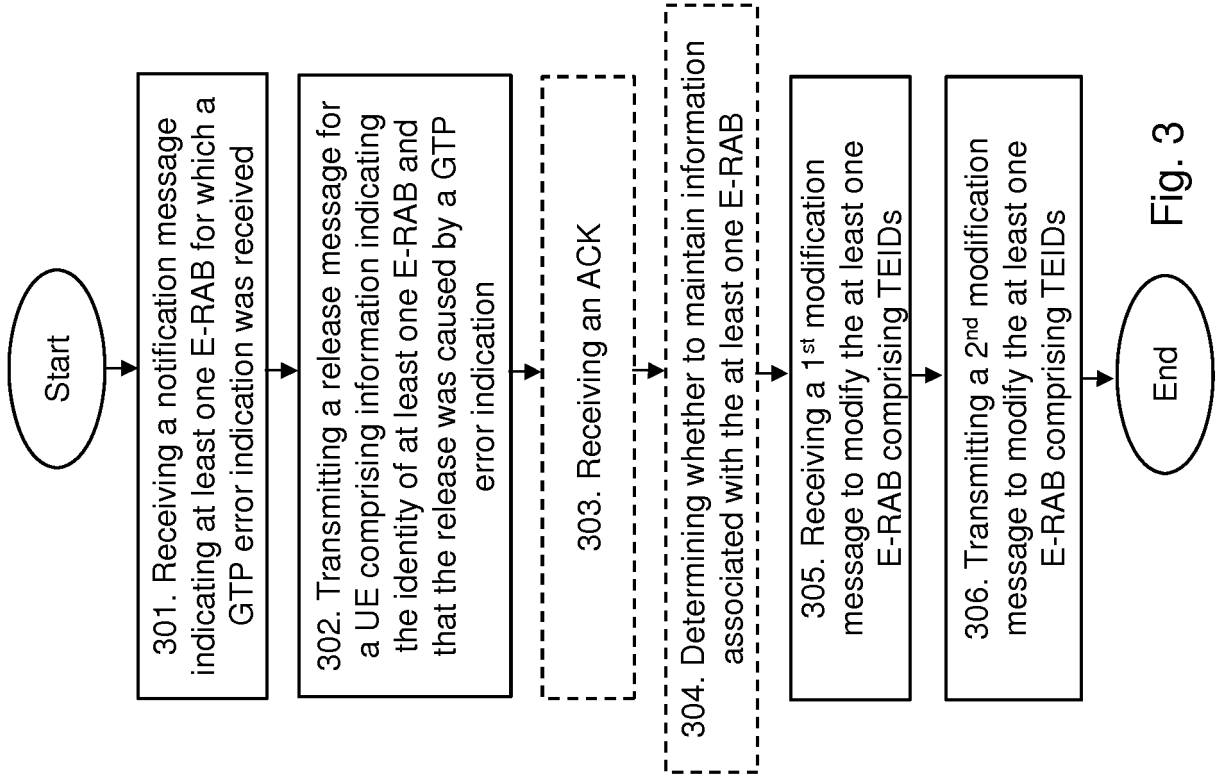 Start
301. Receiving a notification message
indicating at least one E-RAB for which a
GTP error indication was received
302. Transmitting a release message for
a UE comprising information indicating
the identity of at least one E-RAB and
that the release was caused by a GTP
error indication
303. Receiving an ACK
304. Determining whether to maintain information
associated with the at least one E-RAB
305. Receiving a 1st modification
message to modify the at least one
E-RAB comprising TEIDs
306. Transmitting a 2nd modification
message to modify the at least one
E-RAB comprising TEIDs
End
Fig. 3